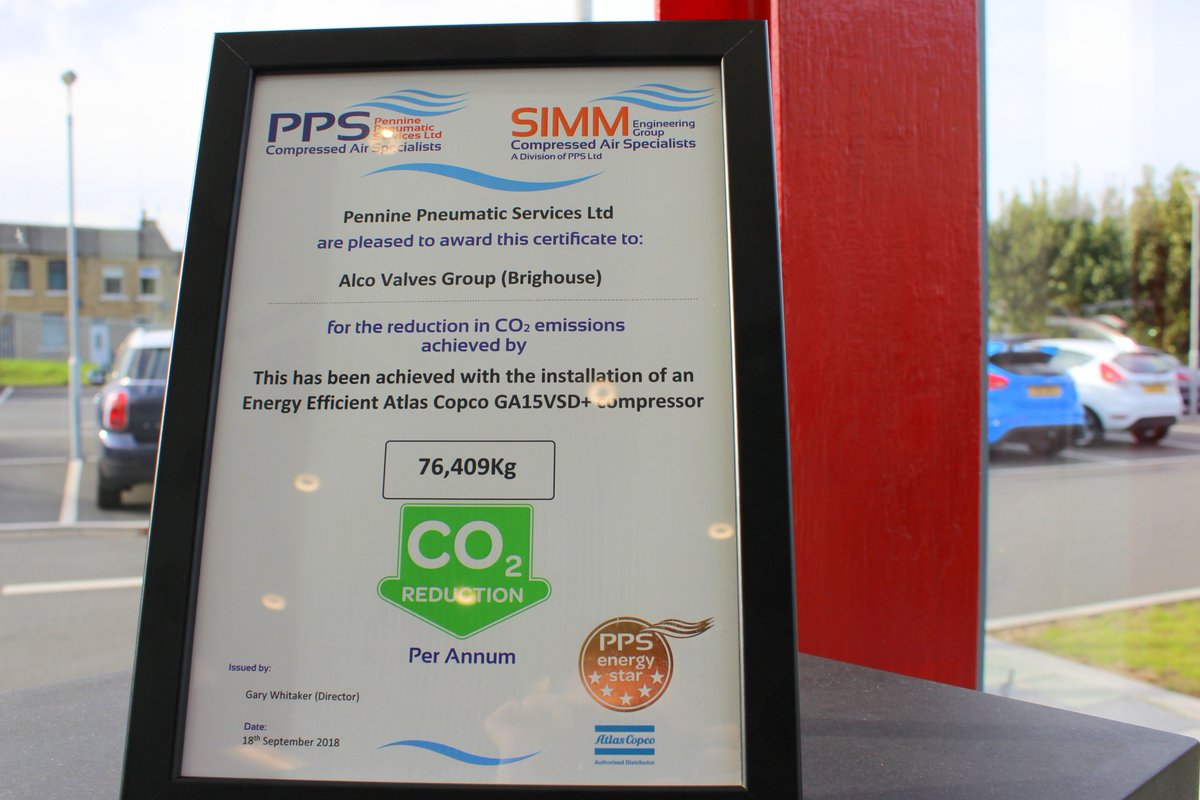 PPS Pennine
Pneumatic
Services Ltd
Compressed Air Specialists
SIMM Engineering
Group
Compressed Air Specialists
A Division of PPS Ltd
Pennine Pneumatic Services Ltd
are pleased to award this certificate to:
Alco Valves Group (Brighouse)
for the reduction in CO₂ emissions
achieved by
This has been achieved with the installation of an
Energy Efficient Atlas Copco GA15VSD+ compressor
76,409Kg
CO₂
REDUCTION
Per Annum
PPS
energy
star
Issued by:
Gary Whitaker (Director)
Date:
18th September 2018
Atlas Copco
Authorised Distributor